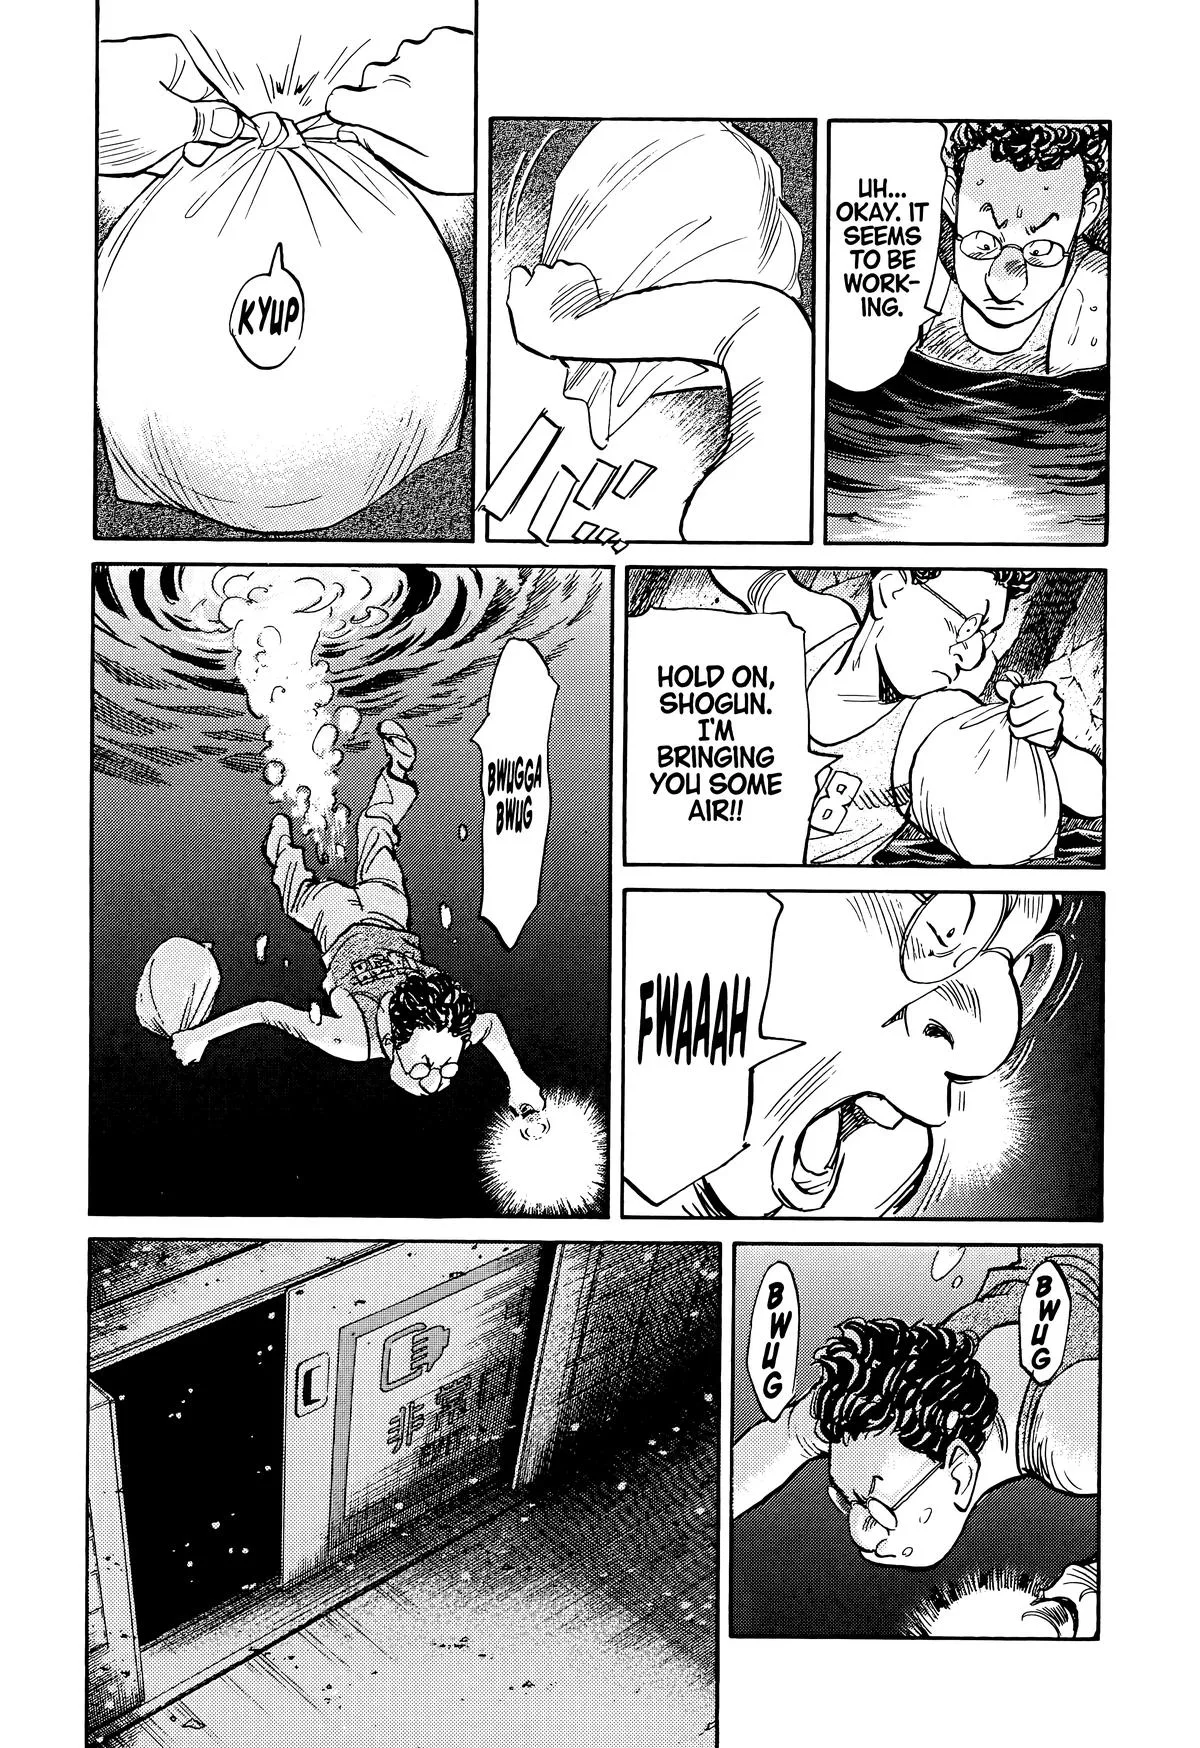 UH...
OKAY. IT
SEEMS
TO BE
WORK-
ING.
KYUP
HOLD ON,
SHOGUN.
I'M
BRINGING
YOU SOME
AIR!!
8
FWAAAH
BWUGGA
BWUG
BWUG
BWUG
非常